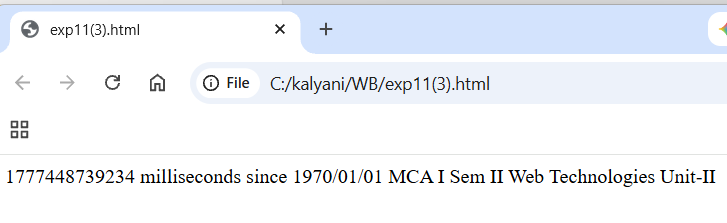 exp11(3).html
File C:/kalyani/WB/exp11(3).html
1777448739234 milliseconds since 1970/01/01 MCA I Sem II Web Technologies Unit-II